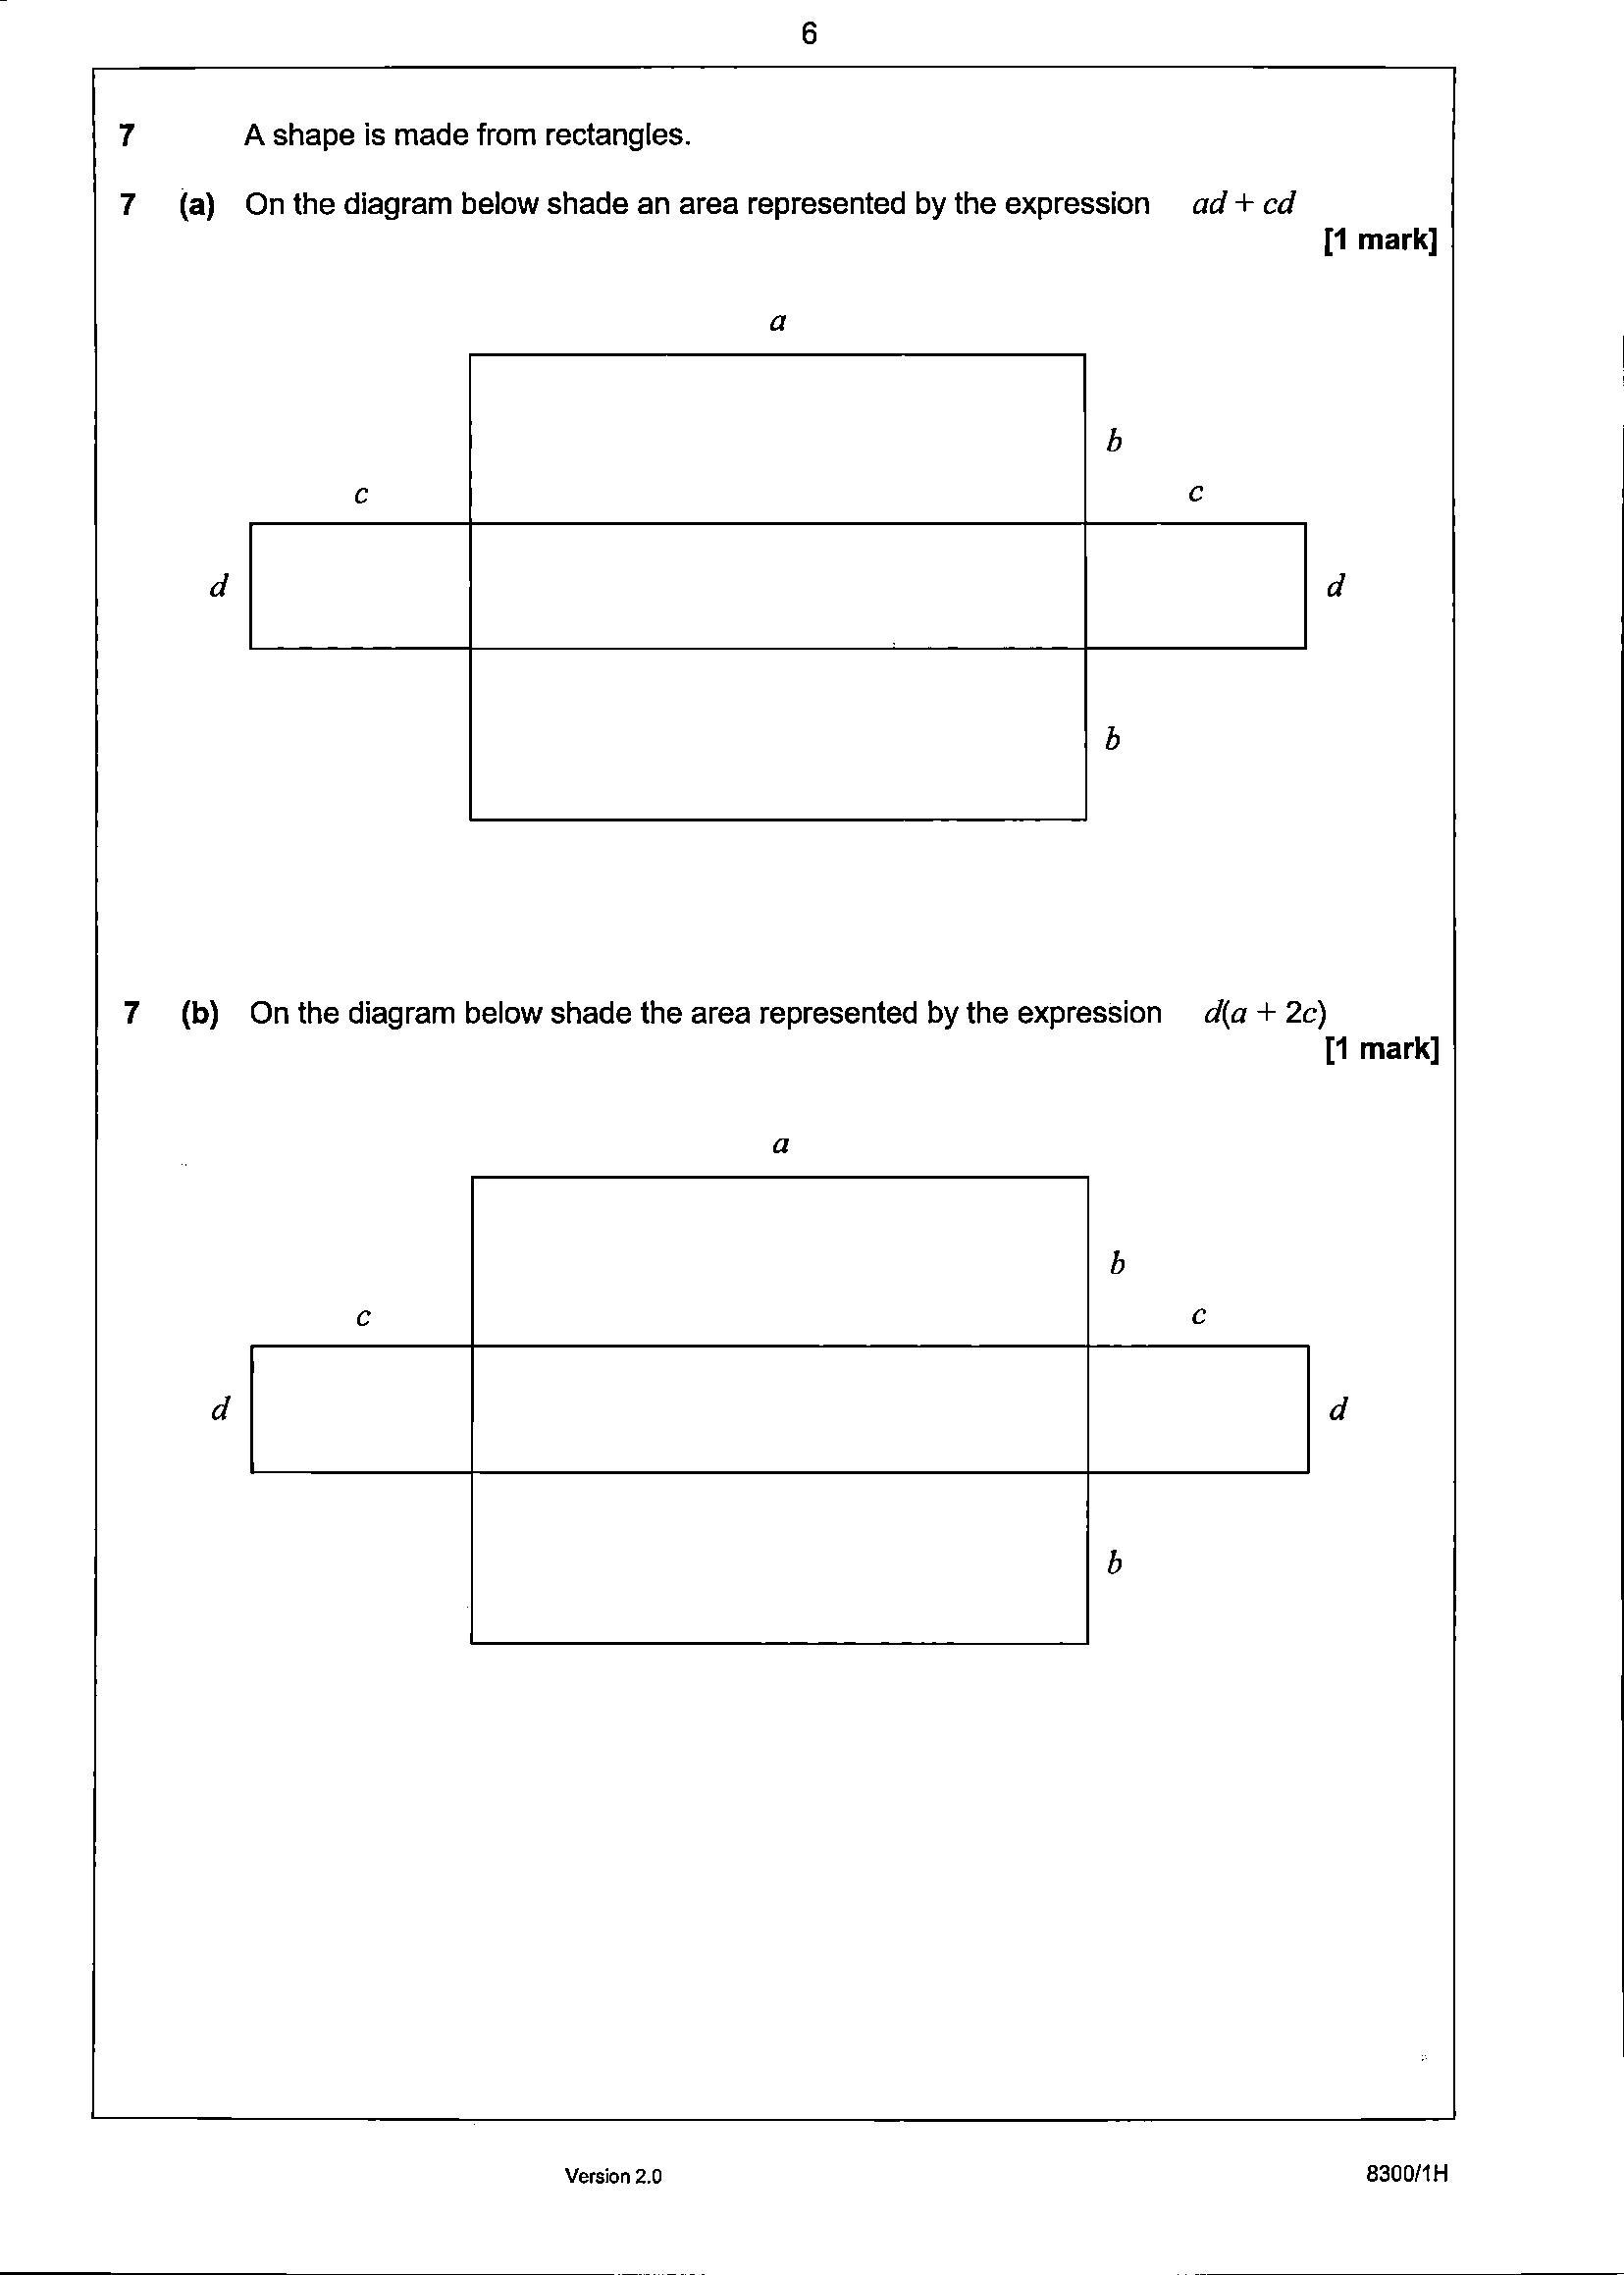 6
7 A shape is made from rectangles.
7 (a) On the diagram below shade an area represented by the expression ad + cd
[1 mark]
a
b
c c
d d
b
7 (b) On the diagram below shade the area represented by the expression d(a + 2c)
[1 mark]
a
b
c c
d d
b
Version 2.0 8300/1H